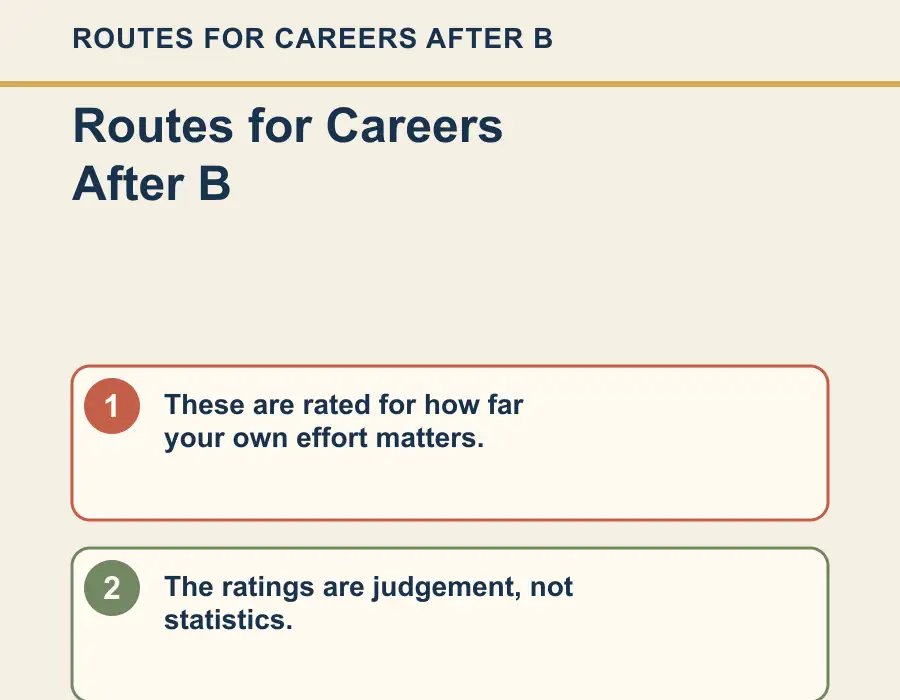 ROUTES FOR CAREERS AFTER B
Routes for Careers
After B
1
These are rated for how far
your own effort matters.
2
The ratings are judgement, not
statistics.